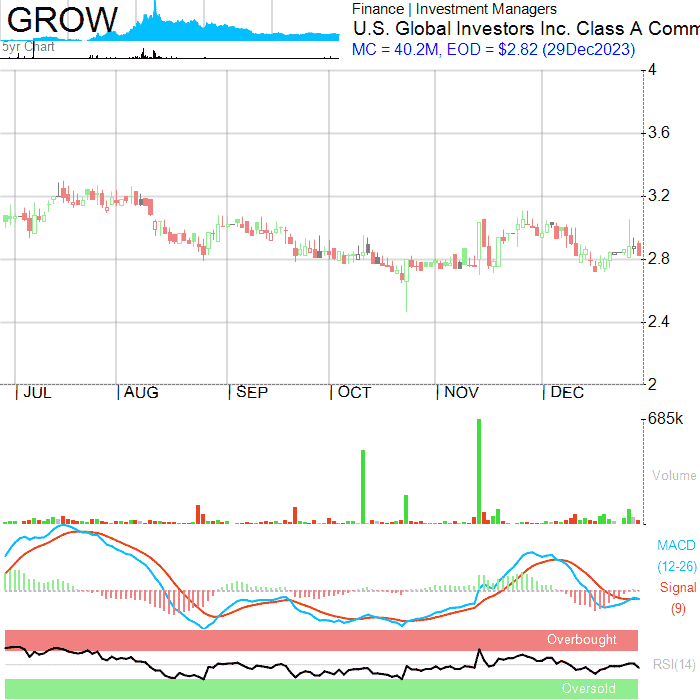 GROW
5yr Chart
Finance | Investment Managers
U.S. Global Investors Inc. Class A Comm
MC = 40.2M, EOD = $2.82 (29Dec2023)
4
3.6
3.2
2.8
2.4
2
| JUL | AUG | SEP | OCT | NOV | DEC
685k
Volume
MACD
(12-26)
Signal
(9)
Overbought
RSI(14)
Oversold